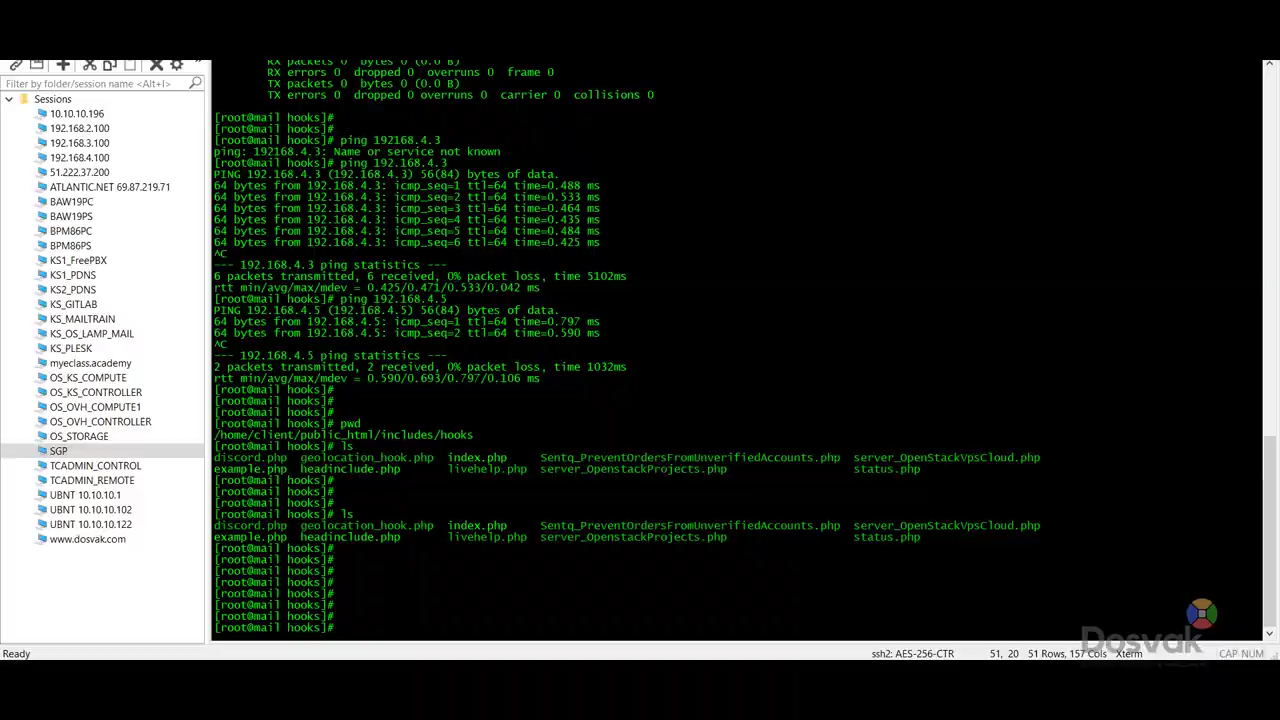 Filter by folder/session name <Alt+I>
Sessions
10.10.10.196
192.168.2.100
192.168.3.100
192.168.4.100
51.222.37.200
ATLANTIC.NET 69.87.219.71
BAW19PC
BAW19PS
BPM86PC
BPM86PS
KS1_FreePBX
KS1_PDNS
KS2_PDNS
KS_GITLAB
KS_MAILTRAIN
KS_OS_LAMP_MAIL
KS_PLESK
myeclass.academy
OS_KS_COMPUTE
OS_KS_CONTROLLER
OS_OVH_COMPUTE1
OS_OVH_CONTROLLER
OS_STORAGE
SGP
TCADMIN_CONTROL
TCADMIN_REMOTE
UBNT 10.10.10.1
UBNT 10.10.10.102
UBNT 10.10.10.122
www.dosvak.com
RX packets 0 bytes 0 (0.0 B)
RX errors 0 dropped 0 overruns 0 frame 0
TX packets 0 bytes 0 (0.0 B)
TX errors 0 dropped 0 overruns 0 carrier 0 collisions 0
[root@mail hooks]#
[root@mail hooks]#
[root@mail hooks]# ping 192168.4.3
ping: 192168.4.3: Name or service not known
[root@mail hooks]# ping 192.168.4.3
PING 192.168.4.3 (192.168.4.3) 56(84) bytes of data.
64 bytes from 192.168.4.3: icmp_seq=1 ttl=64 time=0.488 ms
64 bytes from 192.168.4.3: icmp_seq=2 ttl=64 time=0.533 ms
64 bytes from 192.168.4.3: icmp_seq=3 ttl=64 time=0.464 ms
64 bytes from 192.168.4.3: icmp_seq=4 ttl=64 time=0.435 ms
64 bytes from 192.168.4.3: icmp_seq=5 ttl=64 time=0.484 ms
64 bytes from 192.168.4.3: icmp_seq=6 ttl=64 time=0.425 ms
^C
--- 192.168.4.3 ping statistics ---
6 packets transmitted, 6 received, 0% packet loss, time 5102ms
rtt min/avg/max/mdev = 0.425/0.471/0.533/0.042 ms
[root@mail hooks]# ping 192.168.4.5
PING 192.168.4.5 (192.168.4.5) 56(84) bytes of data.
64 bytes from 192.168.4.5: icmp_seq=1 ttl=64 time=0.797 ms
64 bytes from 192.168.4.5: icmp_seq=2 ttl=64 time=0.590 ms
^C
--- 192.168.4.5 ping statistics ---
2 packets transmitted, 2 received, 0% packet loss, time 1032ms
rtt min/avg/max/mdev = 0.590/0.693/0.797/0.106 ms
[root@mail hooks]#
[root@mail hooks]#
[root@mail hooks]#
[root@mail hooks]# pwd
/home/client/public_html/includes/hooks
[root@mail hooks]# ls
discord.php geolocation_hook.php index.php Sentq_PreventOrdersFromUnverifiedAccounts.php server_OpenStackVpsCloud.php
example.php headinclude.php livehelp.php server_OpenstackProjects.php status.php
[root@mail hooks]#
[root@mail hooks]#
[root@mail hooks]#
[root@mail hooks]# ls
discord.php geolocation_hook.php index.php Sentq_PreventOrdersFromUnverifiedAccounts.php server_OpenStackVpsCloud.php
example.php headinclude.php livehelp.php server_OpenstackProjects.php status.php
[root@mail hooks]#
[root@mail hooks]#
[root@mail hooks]#
[root@mail hooks]#
[root@mail hooks]#
[root@mail hooks]#
[root@mail hooks]#
[root@mail hooks]#
Dosvak
Ready
ssh2: AES-256-CTR 51, 20 51 Rows, 157 Cols Xterm CAP NUM